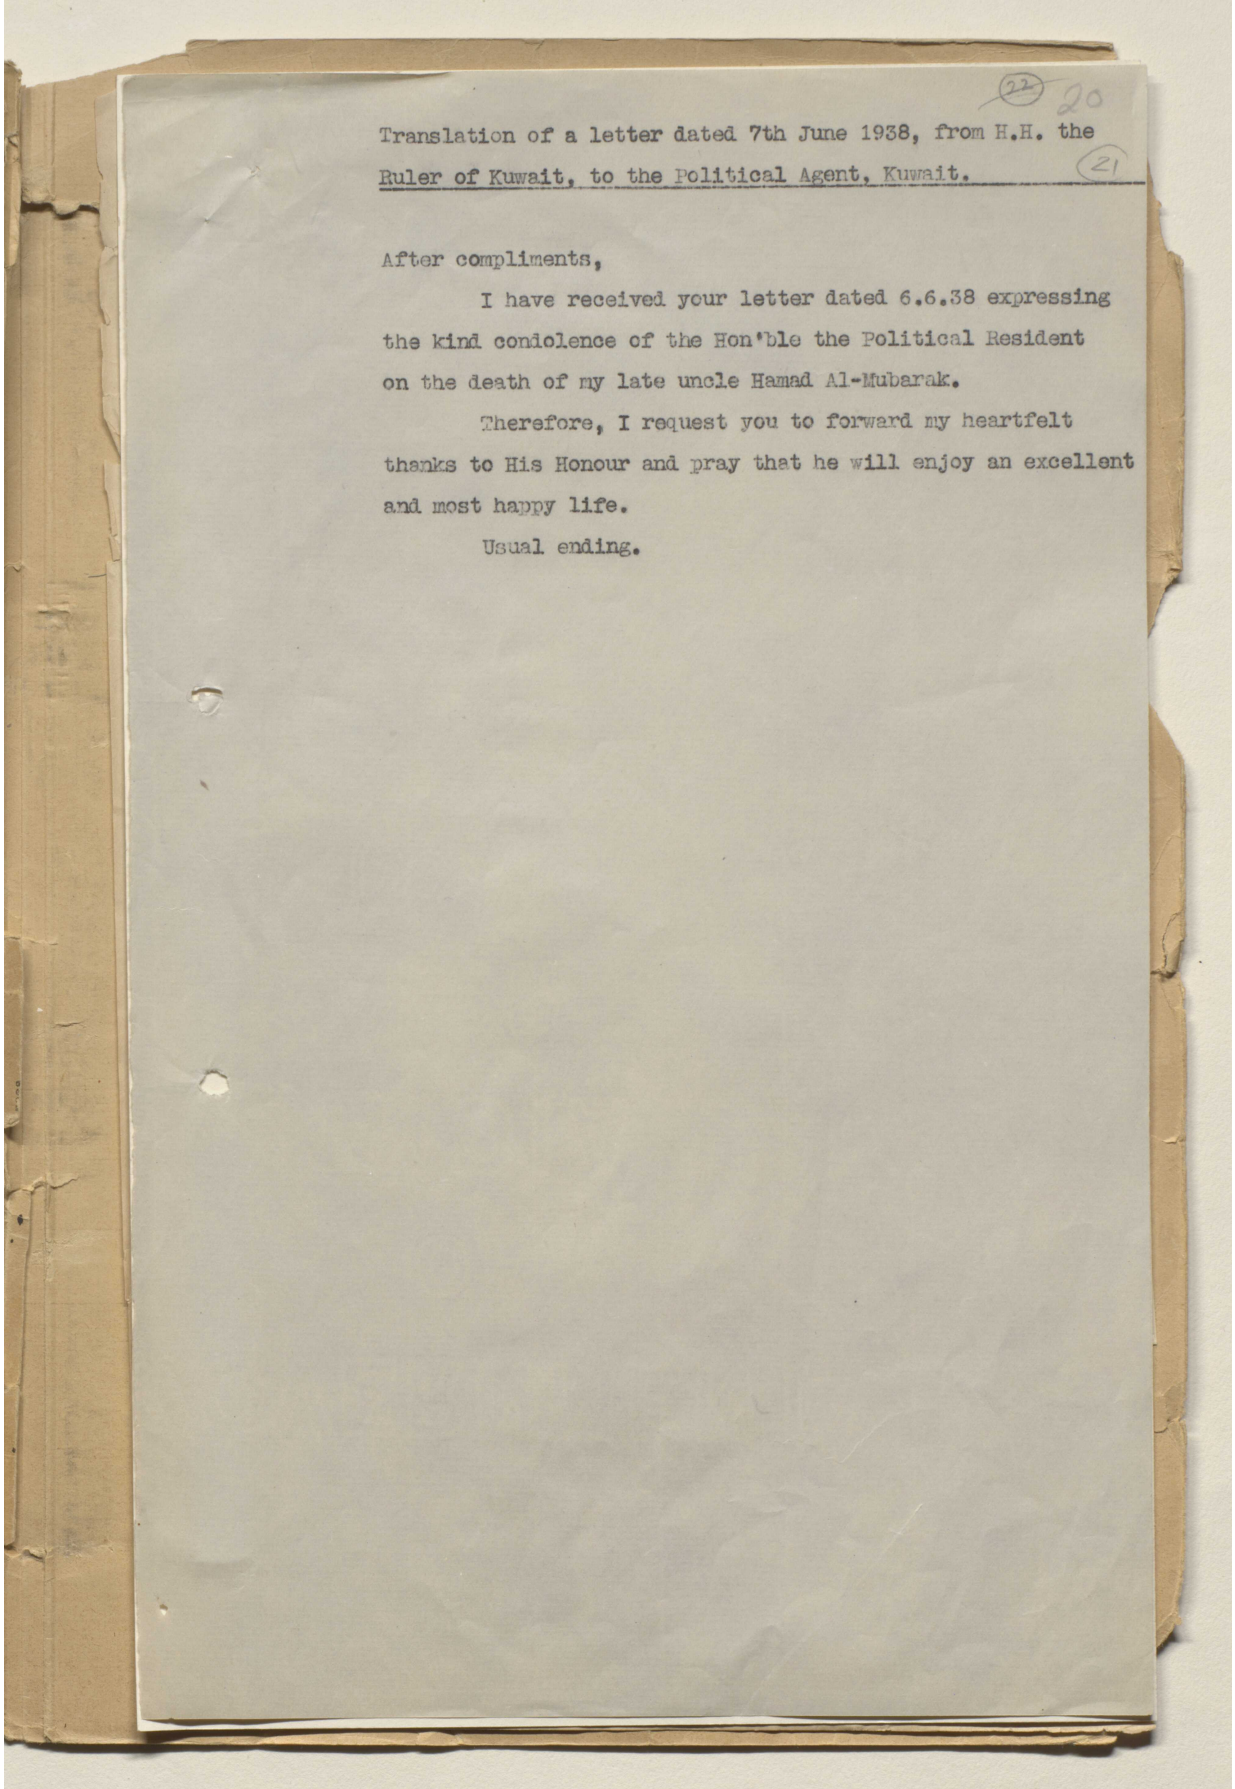 22 20
Translation of a letter dated 7th June 1938, from H.H. the
Ruler of Kuwait, to the Political Agent, Kuwait.
21
After compliments,
I have received your letter dated 6.6.38 expressing
the kind condolence of the Hon'ble the Political Resident
on the death of my late uncle Hamad Al-Mubarak.
Therefore, I request you to forward my heartfelt
thanks to His Honour and pray that he will enjoy an excellent
and most happy life.
Usual ending.